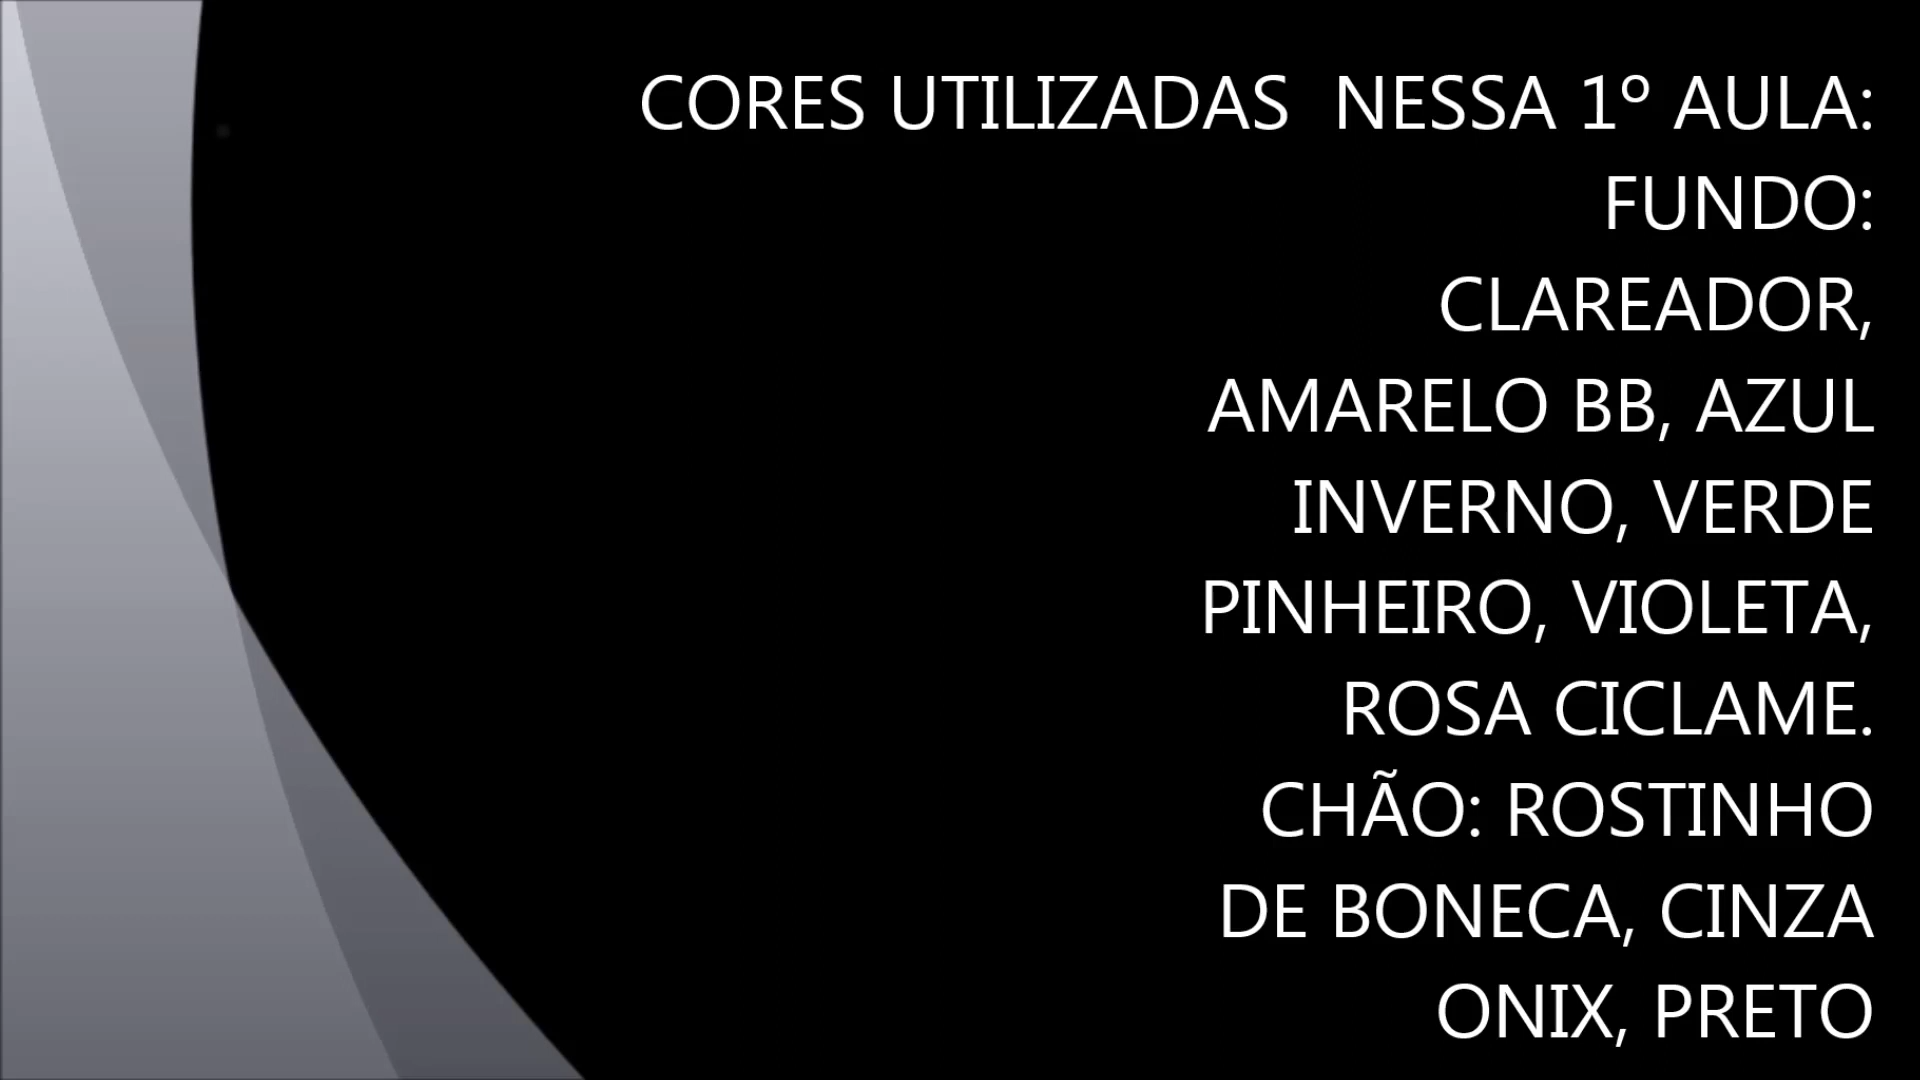 CORES UTILIZADAS  NESSA 1º AULA:
FUNDO:
CLAREADOR,
AMARELO BB, AZUL
INVERNO, VERDE
PINHEIRO, VIOLETA,
ROSA CICLAME.
CHÃO: ROSTINHO
DE BONECA, CINZA
ONIX, PRETO